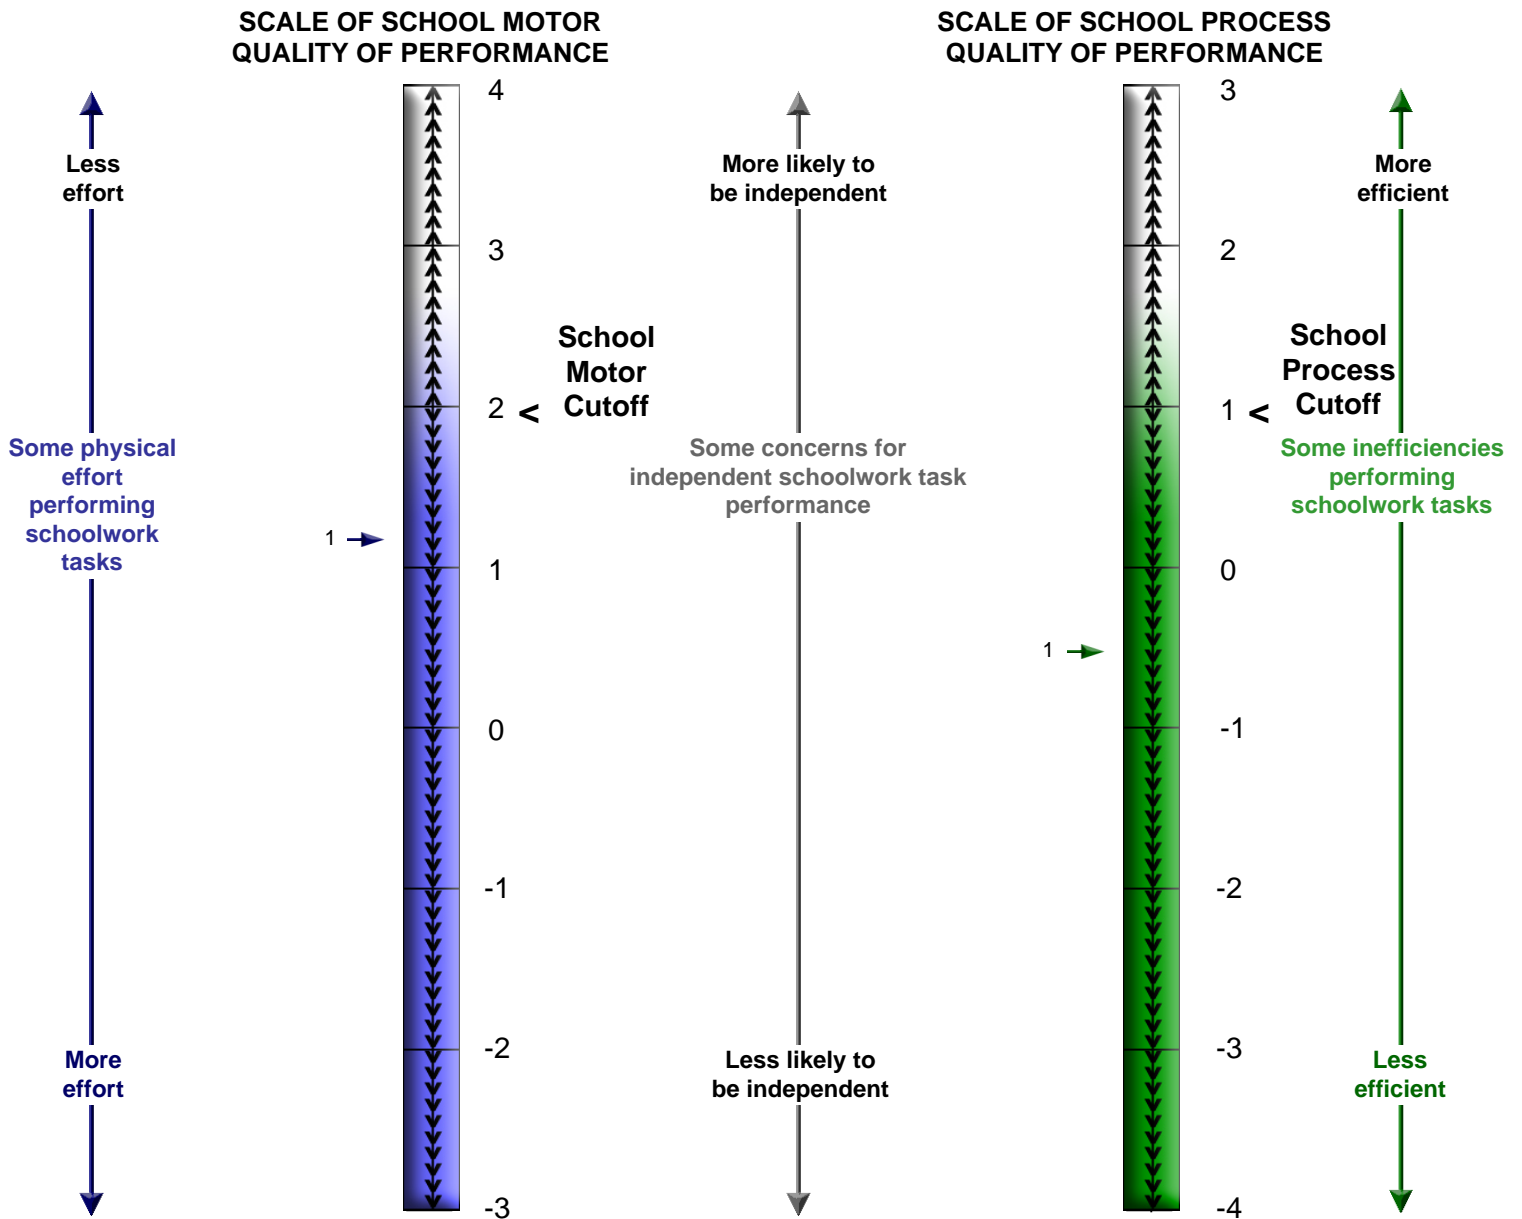 SCALE OF SCHOOL MOTOR
QUALITY OF PERFORMANCE
SCALE OF SCHOOL PROCESS
QUALITY OF PERFORMANCE
Less
effort
Some physical
effort
performing
schoolwork
tasks
More
effort
1
4
3
2
1
0
-1
-2
-3
<
School
Motor
Cutoff
More likely to
be independent
Some concerns for
independent schoolwork task
performance
Less likely to
be independent
1
3
2
1
0
-1
-2
-3
-4
<
School
Process
Cutoff
More
efficient
Some inefficiencies
performing
schoolwork tasks
Less
efficient